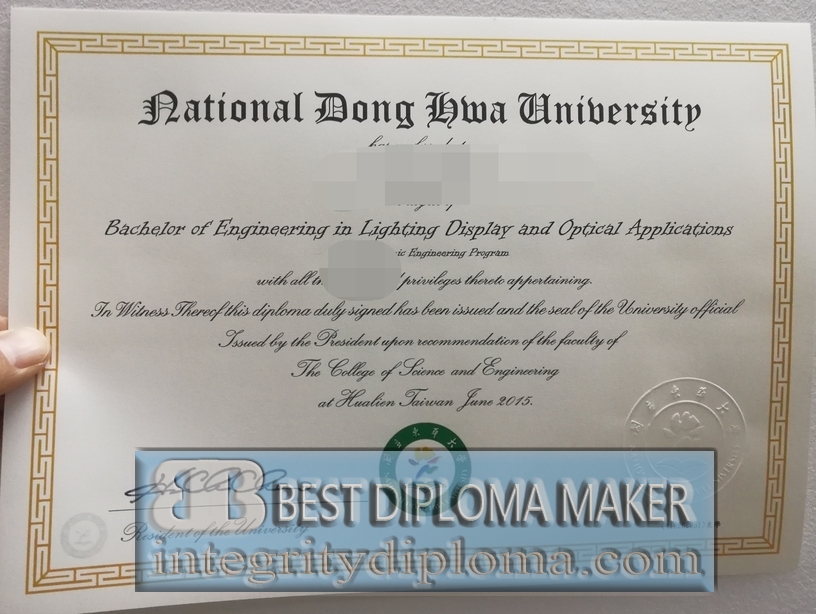 National Dong Hwa University
Bachelor of Engineering in Lighting Display and Optical Applications
Engineering Program
with all privileges thereto appertaining.
In Witness Thereof this diploma duly signed has been issued and the seal of the University official
Issued by the President upon recommendation of the faculty of
The College of Science and Engineering
at Hualien Taiwan June 2015.
BEST DIPLOMA MAKER
President of the University
integritydiploma.com